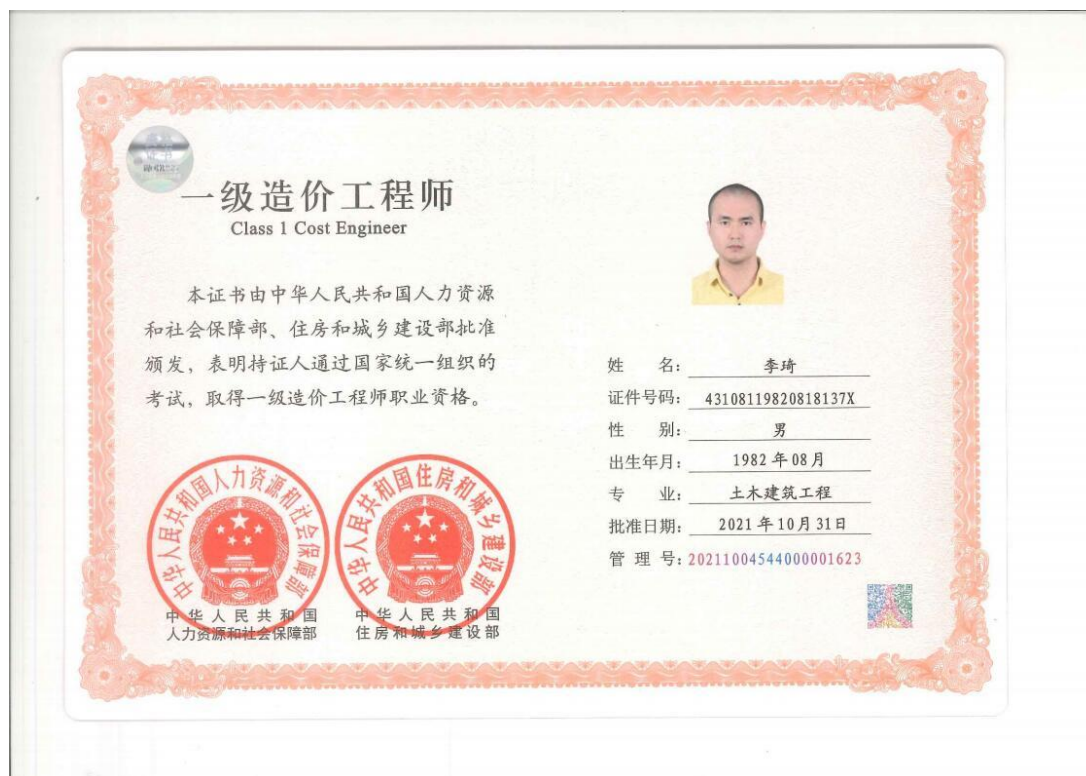 一级造价工程师
Class 1 Cost Engineer
本证书由中华人民共和国人力资源
和社会保障部、住房和城乡建设部批准
颁发，表明持证人通过国家统一组织的
考试，取得一级造价工程师职业资格。
中华人民共和国人力资源和社会保障部
中华人民共和国住房和城乡建设部
中华人民共和国
人力资源和社会保障部
中华人民共和国
住房和城乡建设部
姓 名: 李琦
证件号码: 43108119820818137X
性 别: 男
出生年月: 1982年08月
专 业: 土木建筑工程
批准日期: 2021年10月31日
管 理 号: 20211004544000001623